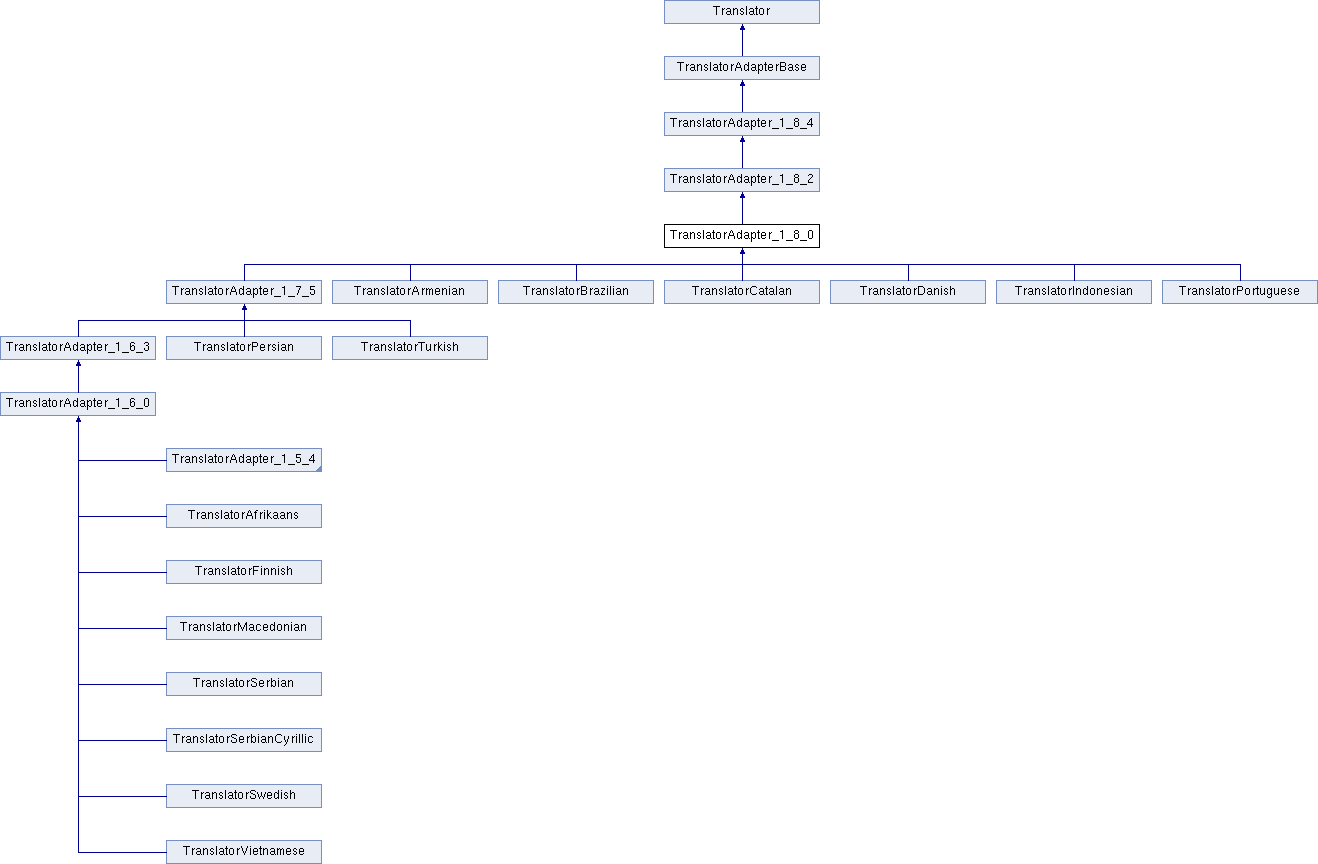 Translator
TranslatorAdapterBase
TranslatorAdapter_1_8_4
TranslatorAdapter_1_8_2
TranslatorAdapter_1_8_0
TranslatorAdapter_1_7_5
TranslatorArmenian
TranslatorBrazilian
TranslatorCatalan
TranslatorDanish
TranslatorIndonesian
TranslatorPortuguese
TranslatorAdapter_1_6_3
TranslatorPersian
TranslatorTurkish
TranslatorAdapter_1_6_0
TranslatorAdapter_1_5_4
TranslatorAfrikaans
TranslatorFinnish
TranslatorMacedonian
TranslatorSerbian
TranslatorSerbianCyrillic
TranslatorSwedish
TranslatorVietnamese